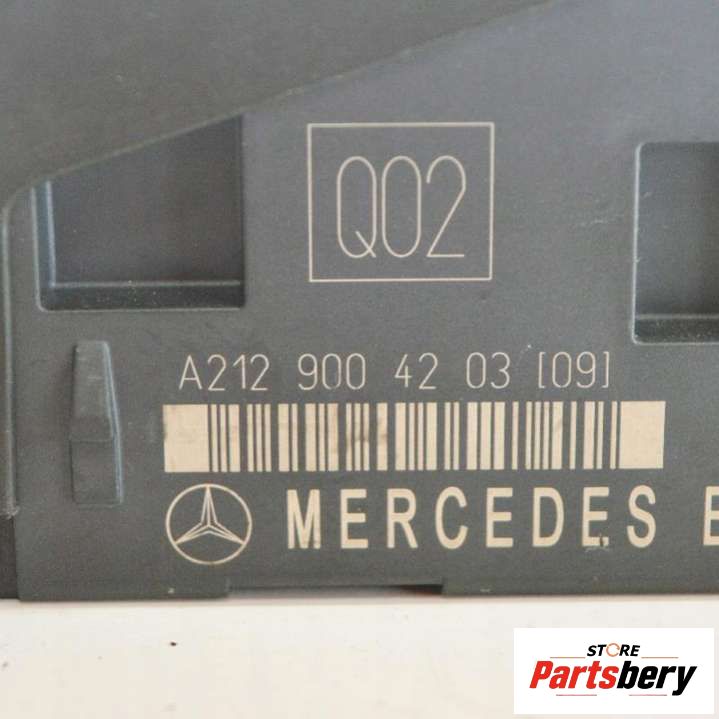 Q02
A212 900 42 03 [09]
MERCEDES
STORE
Partsbery